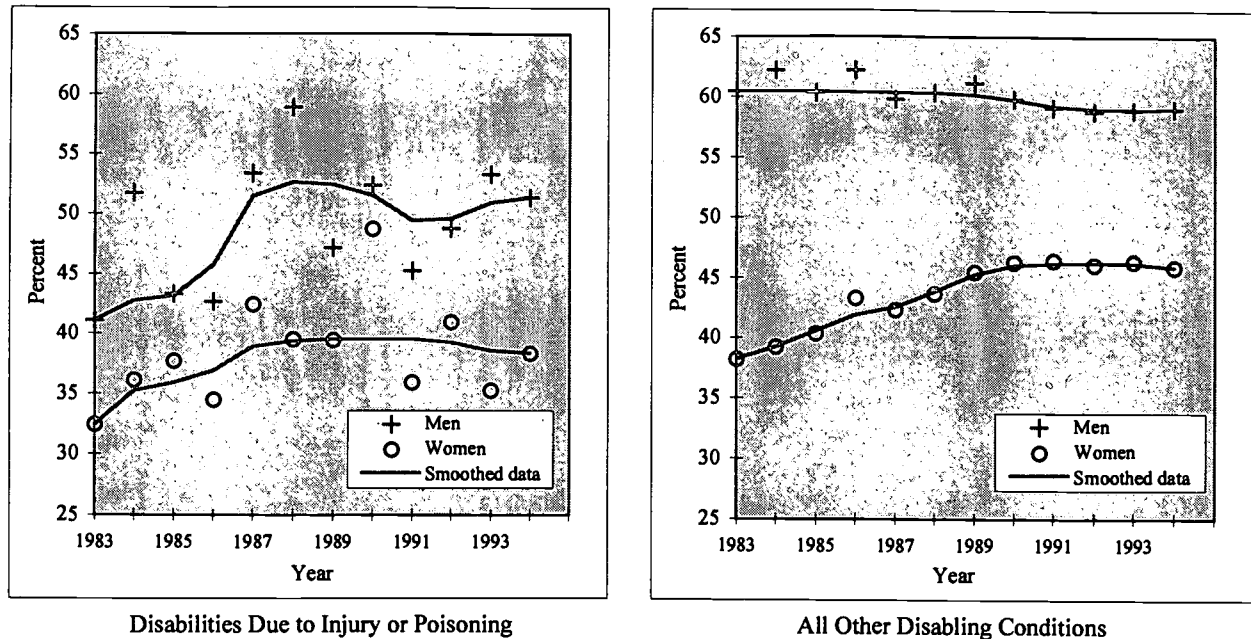 65
60
55
50
45
40
35
30
25
Percent
Men
Women
Smoothed data
1983 1985 1987 1989 1991 1993
Year
Disabilities Due to Injury or Poisoning
65
60
55
50
45
40
35
30
25
Percent
Men
Women
Smoothed data
1983 1985 1987 1989 1991 1993
Year
All Other Disabling Conditions